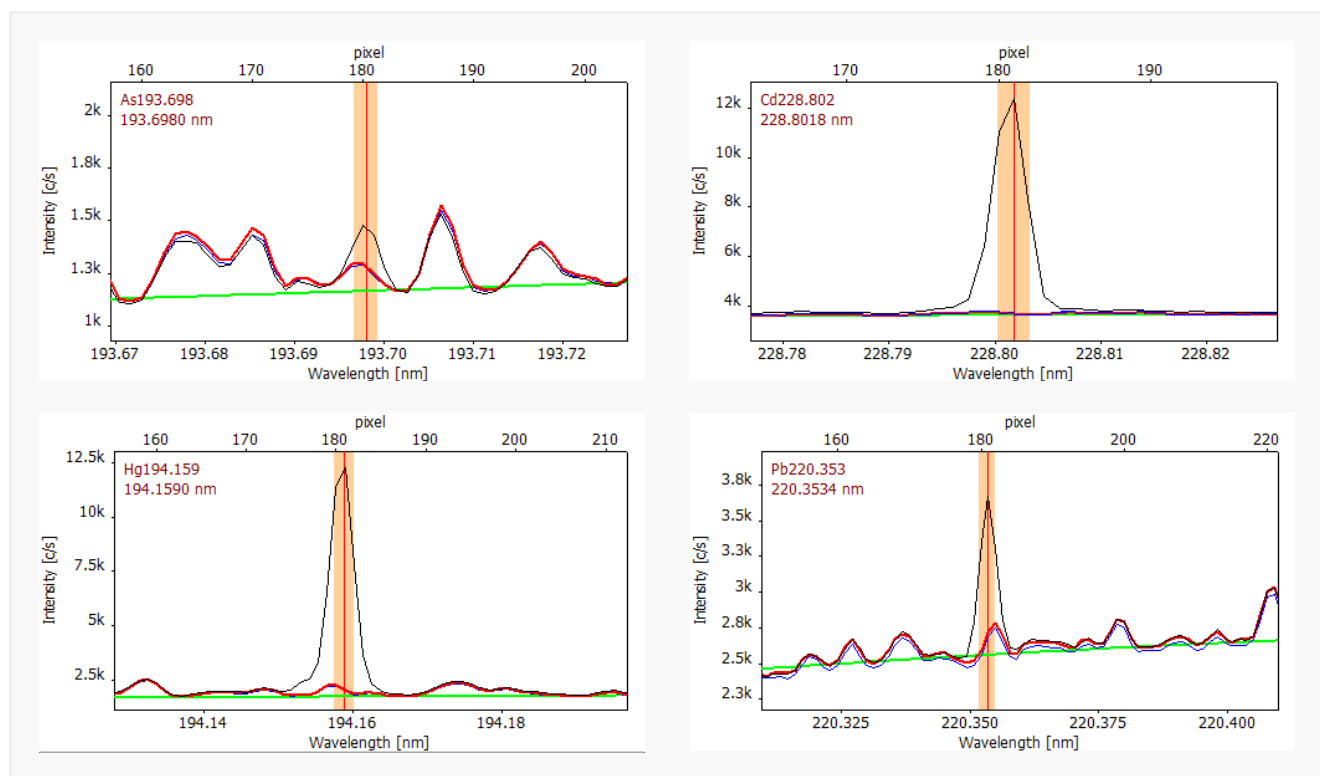 pixel
160 170 180 190 200
As193.698
193.6980 nm
2k
1.8k
1.5k
1.3k
1k
Intensity [c/s]
193.67 193.68 193.69 193.70 193.71 193.72
Wavelength [nm]
pixel
170 180 190
Cd228.802
228.8018 nm
12k
10k
8k
6k
4k
Intensity [c/s]
228.78 228.79 228.80 228.81 228.82
Wavelength [nm]
pixel
160 170 180 190 200 210
Hg194.159
194.1590 nm
12.5k
10k
7.5k
5k
2.5k
Intensity [c/s]
194.14 194.16 194.18
Wavelength [nm]
pixel
160 181 200 220
Pb220.353
220.3534 nm
3.8k
3.5k
3.3k
3k
2.8k
2.5k
2.3k
Intensity [c/s]
220.325 220.350 220.375 220.400
Wavelength [nm]